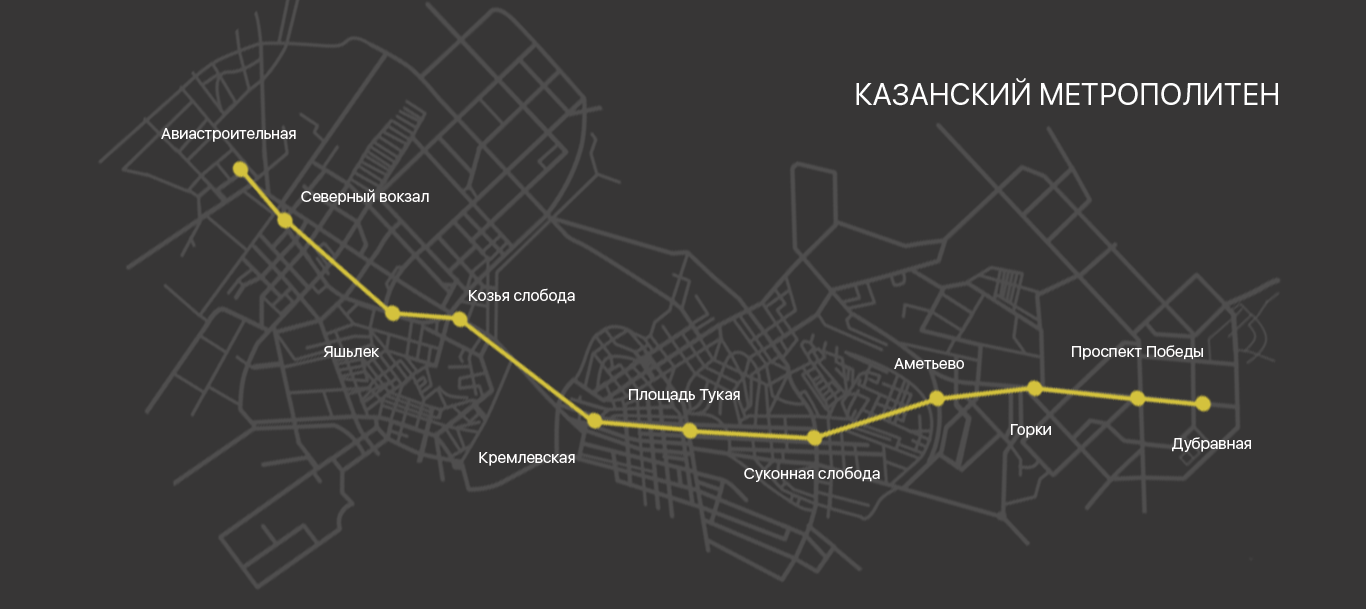 КАЗАНСКИЙ МЕТРОПОЛИТЕН
Авиастроительная
Северный вокзал
Козья слобода
Яшьлек
Аметьево
Проспект Победы
Площадь Тукая
Горки
Дубравная
Кремлевская
Суконная слобода